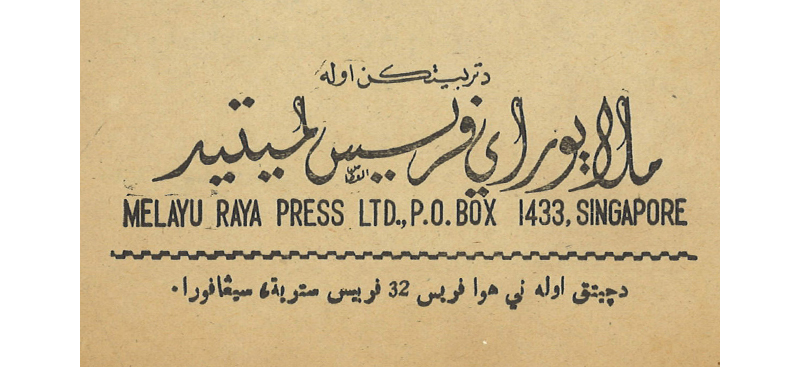 دتربيتكن اوله
ملايو راي فريس لميتيد
MELAYU RAYA PRESS LTD., P.O. BOX 1433, SINGAPORE
دچيتق اوله ني هوا فريس 32 فريس سترية، سيڠافورا.